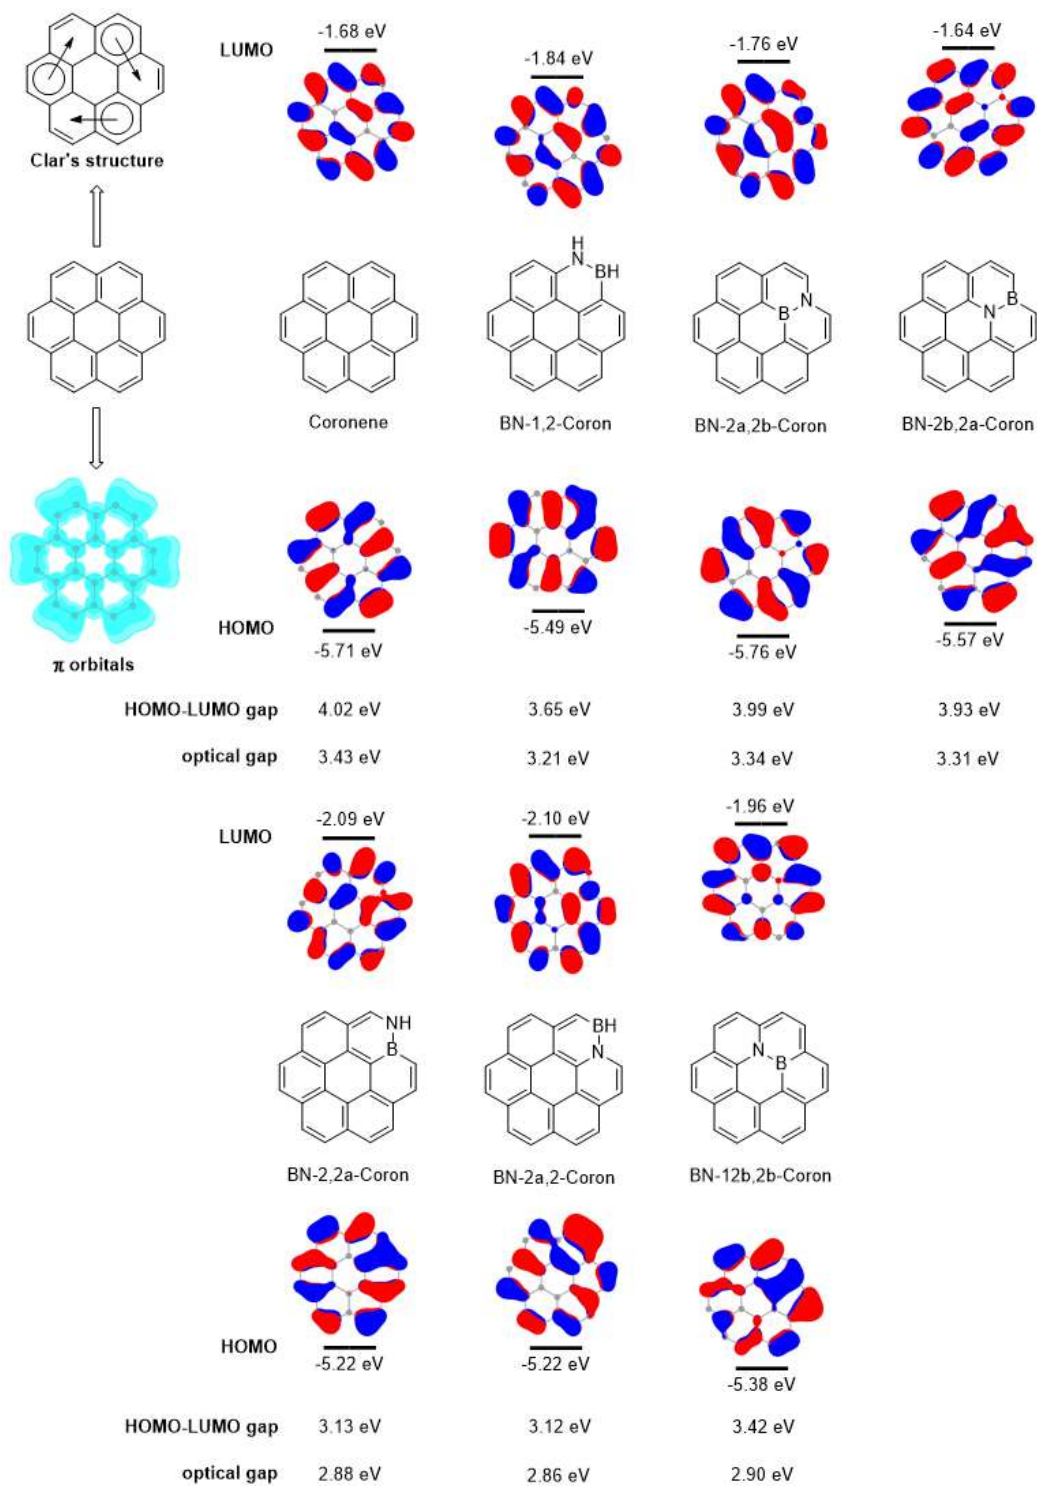 LUMO -1.68 eV -1.84 eV -1.76 eV -1.64 eV
Clar's structure
H
N
BH
B N
N B
Coronene BN-1,2-Coron BN-2a,2b-Coron BN-2b,2a-Coron
HOMO -5.71 eV -5.49 eV -5.76 eV -5.57 eV
π orbitals
HOMO-LUMO gap 4.02 eV 3.65 eV 3.99 eV 3.93 eV
optical gap 3.43 eV 3.21 eV 3.34 eV 3.31 eV
LUMO -2.09 eV -2.10 eV -1.96 eV
NH BH
B N N B
BN-2,2a-Coron BN-2a,2-Coron BN-12b,2b-Coron
HOMO -5.22 eV -5.22 eV -5.38 eV
HOMO-LUMO gap 3.13 eV 3.12 eV 3.42 eV
optical gap 2.88 eV 2.86 eV 2.90 eV